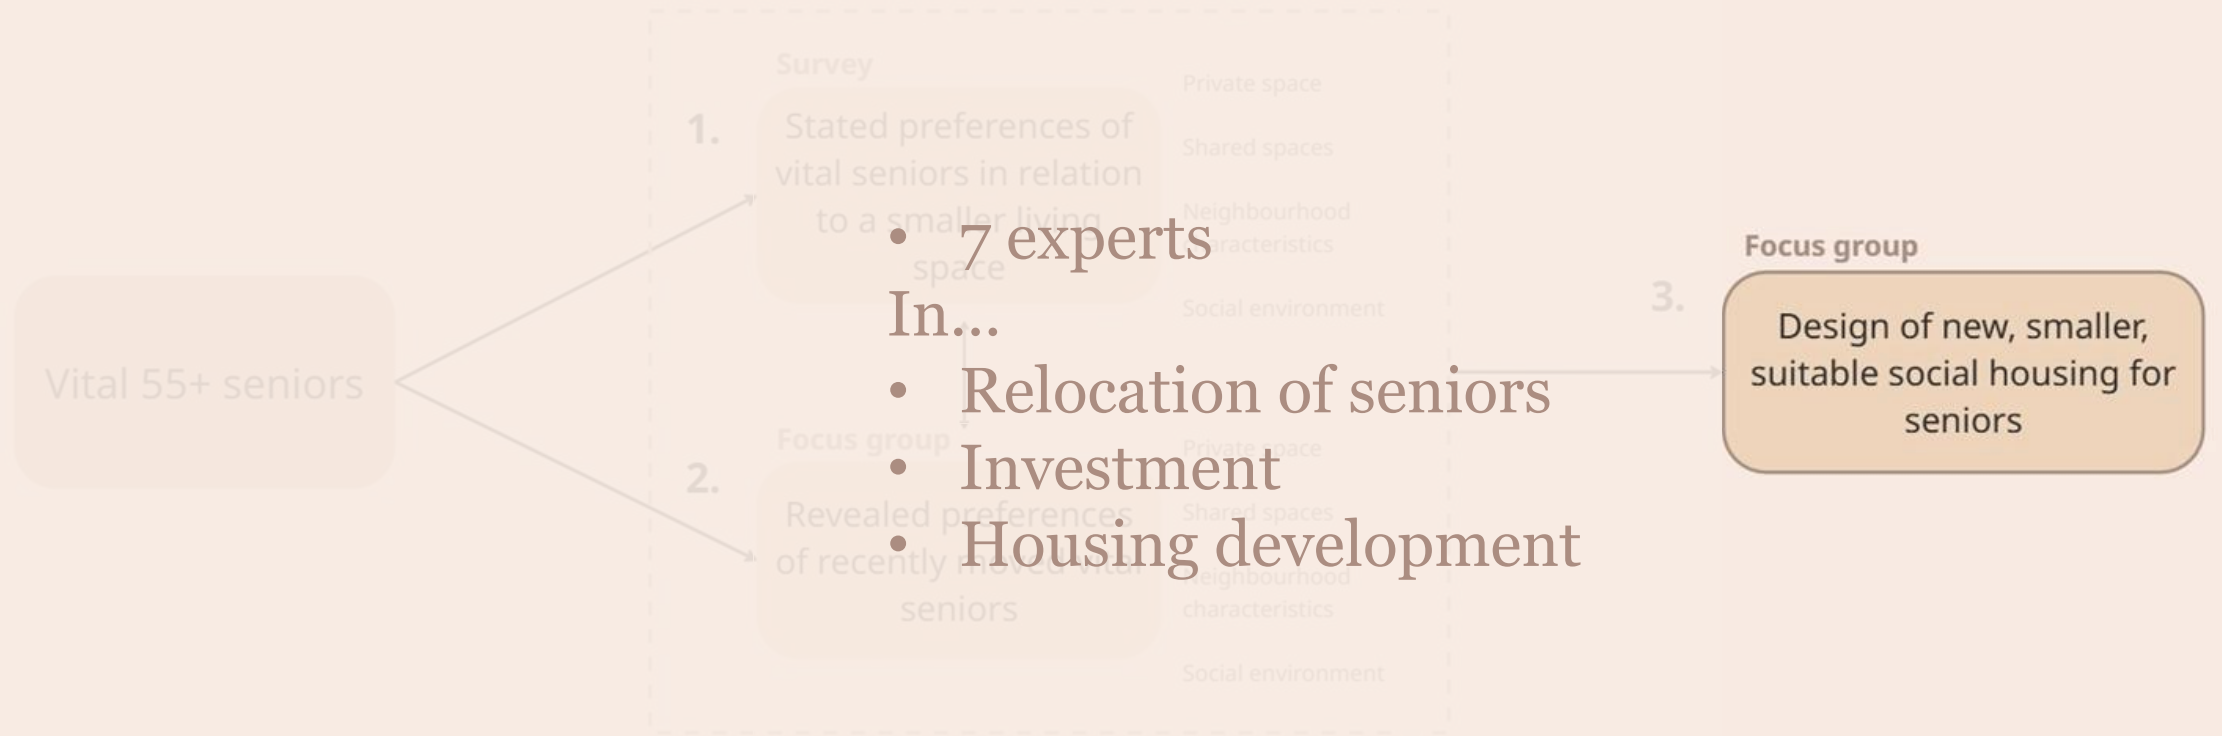 Survey
1.
Stated preferences of
vital seniors in relation
to a smaller living
space
Private space
Shared spaces
Neighbourhood
characteristics
Social environment
Vital 55+ seniors
Focus group
2.
Revealed preferences
of recently moved vital
seniors
Private space
Shared spaces
Neighbourhood
characteristics
Social environment
• 7 experts
In...
• Relocation of seniors
• Investment
• Housing development
3.
Focus group
Design of new, smaller,
suitable social housing for
seniors